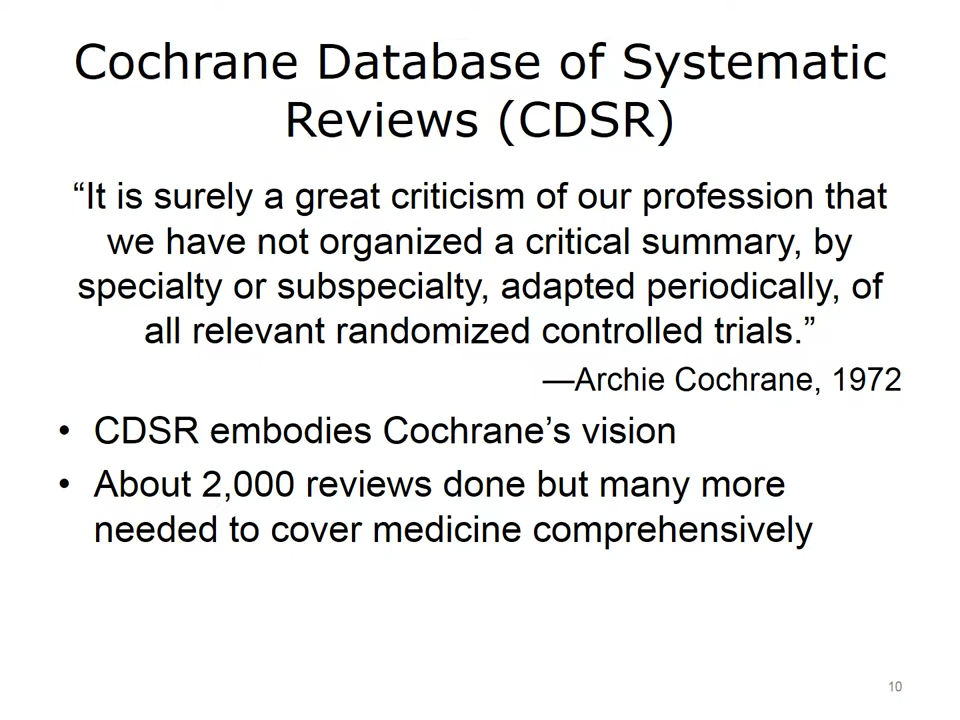 Cochrane Database of Systematic
Reviews (CDSR)
“It is surely a great criticism of our profession that
we have not organized a critical summary, by
specialty or subspecialty, adapted periodically, of
all relevant randomized controlled trials.”
—Archie Cochrane, 1972
• CDSR embodies Cochrane’s vision
• About 2,000 reviews done but many more
needed to cover medicine comprehensively
10